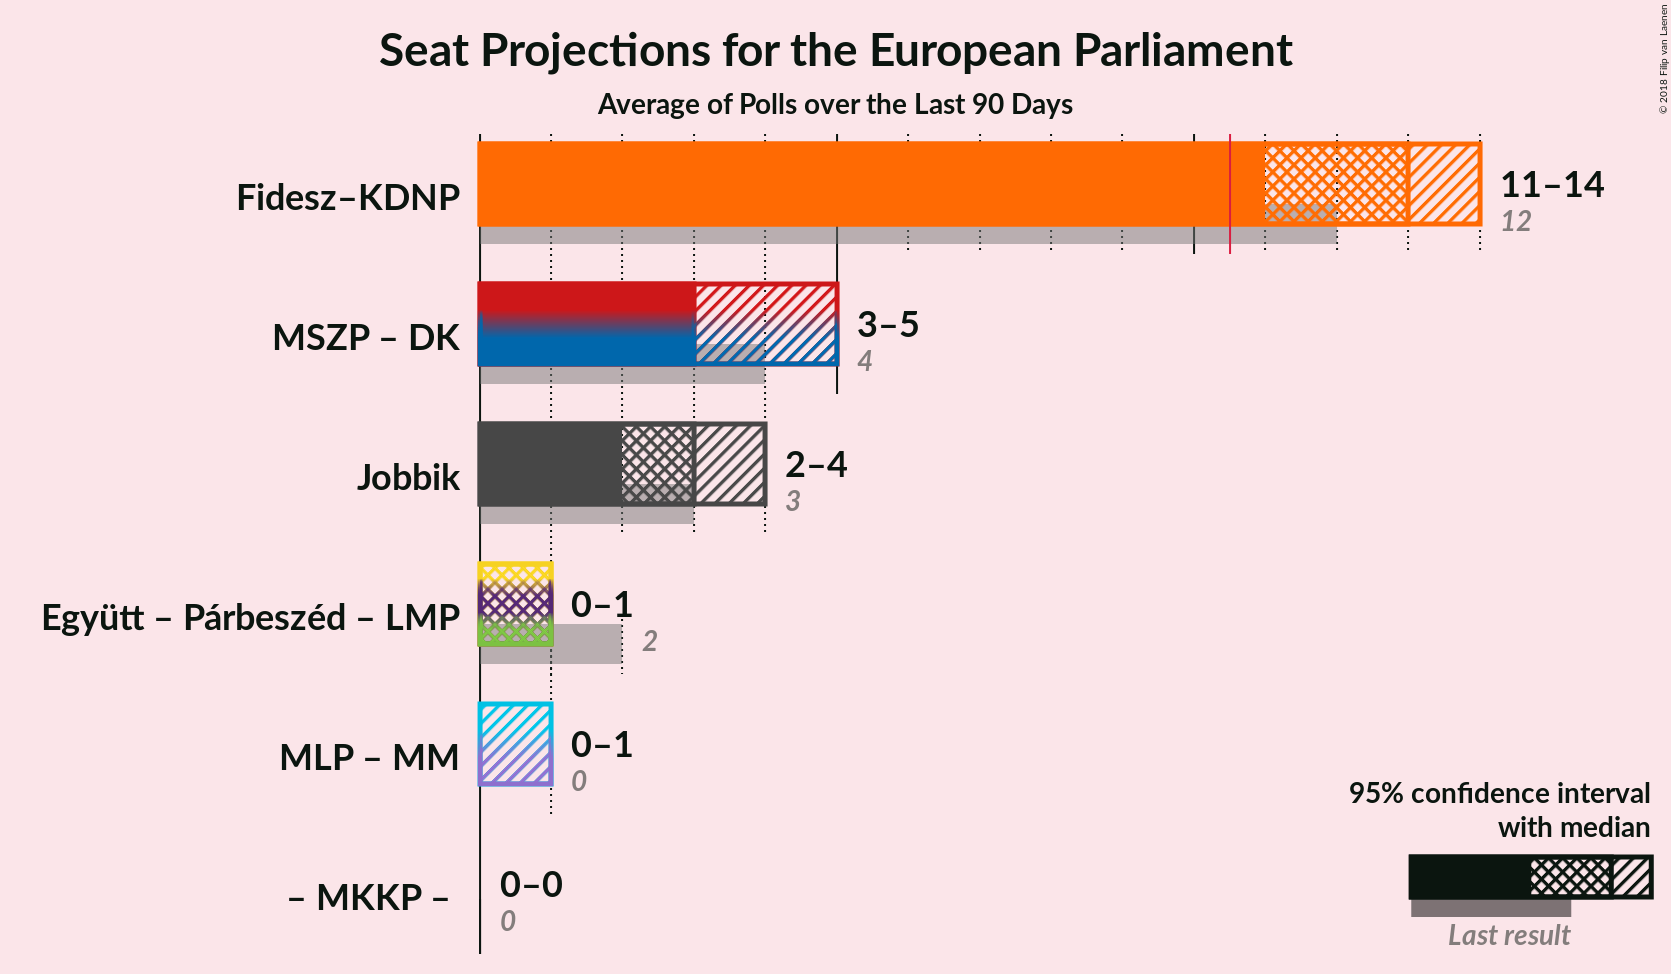 Seat Projections for the European Parliament
Average of Polls over the Last 90 Days
© 2018 Filip van Laenen
Fidesz–KDNP
11–14
12
MSZP – DK
3–5
4
Jobbik
2–4
3
Együtt – Párbeszéd – LMP
0–1
2
MLP – MM
0–1
0
– MKKP –
0–0
0
95% confidence interval
with median
Last result